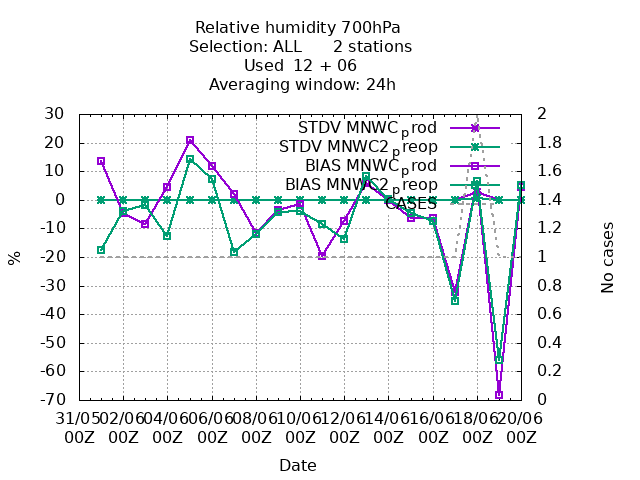 Relative humidity 700hPa
Selection: ALL      2 stations
Used  12 + 06
Averaging window: 24h
STDV MNWC_prod
STDV MNWC2_preop
BIAS MNWC_prod
BIAS MNWC2_preop
CASES
30
20
10
0
-10
-20
-30
-40
-50
-60
-70
%
2
1.8
1.6
1.4
1.2
1
0.8
0.6
0.4
0.2
0
No cases
31/05 02/06 04/06 06/06 08/06 10/06 12/06 14/06 16/06 18/06 20/06
00Z 00Z 00Z 00Z 00Z 00Z 00Z 00Z 00Z 00Z 00Z
Date